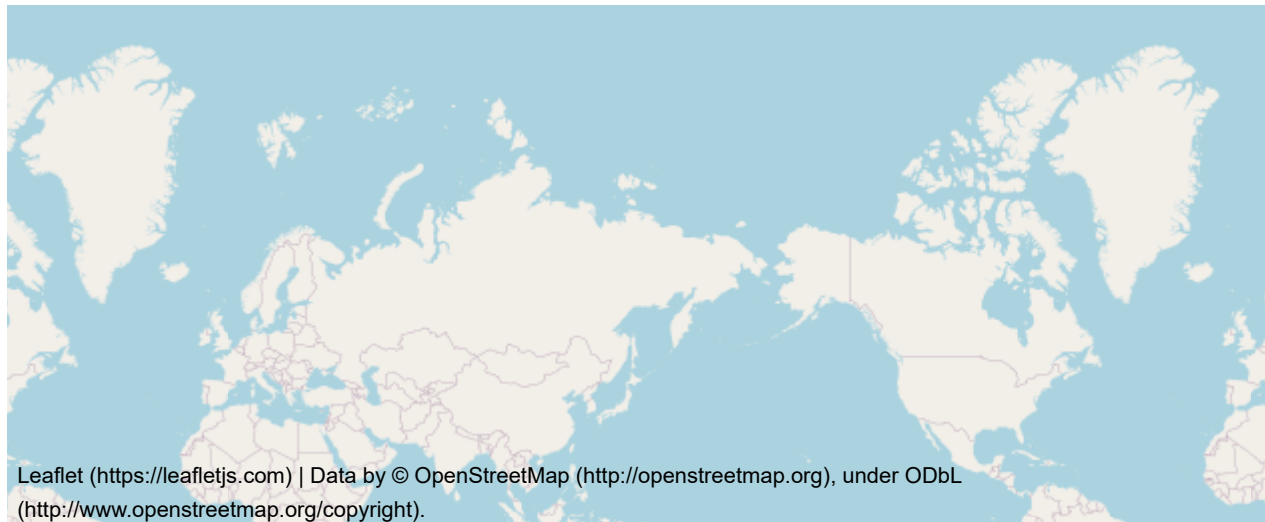 Leaflet (https://leafletjs.com) | Data by © OpenStreetMap (http://openstreetmap.org), under ODbL
(http://www.openstreetmap.org/copyright).